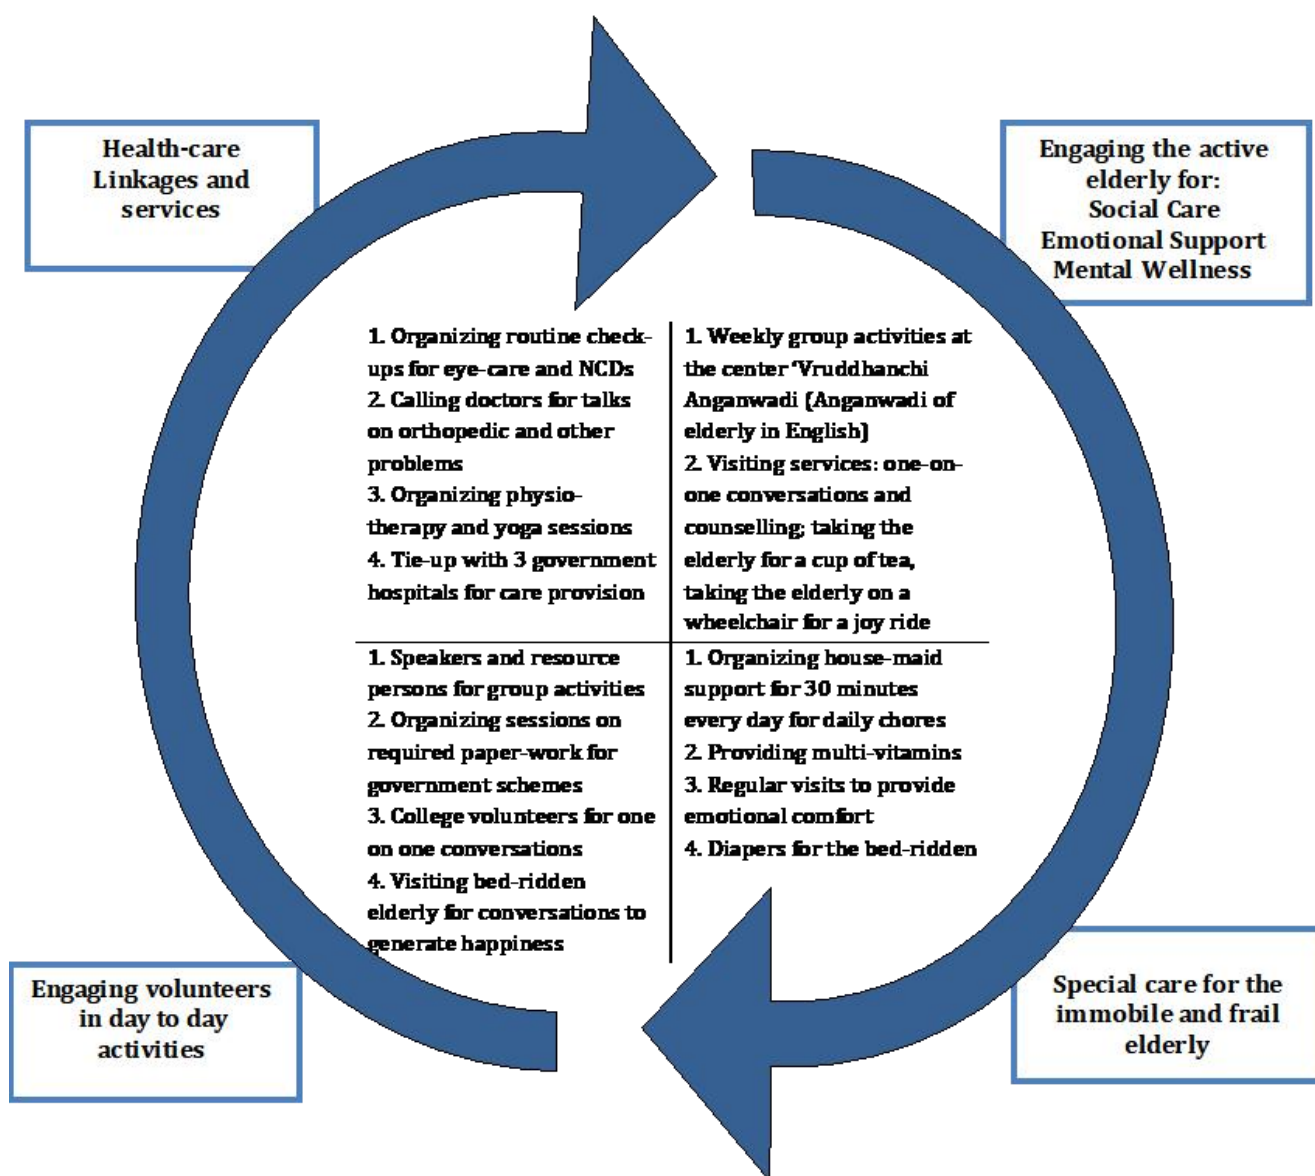 Health-care
Linkages and
services
Engaging the active
elderly for:
Social Care
Emotional Support
Mental Wellness
1. Organizing routine check-
ups for eye-care and NCDs
2. Calling doctors for talks
on orthopedic and other
problems
3. Organizing physio-
therapy and yoga sessions
4. Tie-up with 3 government
hospitals for care provision
1. Weekly group activities at
the center ‘Vruddhanchi
Anganwadi (Anganwadi of
elderly in English)
2. Visiting services: one-on-
one conversations and
counselling; taking the
elderly for a cup of tea,
taking the elderly on a
wheelchair for a joy ride
1. Speakers and resource
persons for group activities
2. Organizing sessions on
required paper-work for
government schemes
3. College volunteers for one
on one conversations
4. Visiting bed-ridden
elderly for conversations to
generate happiness
1. Organizing house-maid
support for 30 minutes
every day for daily chores
2. Providing multi-vitamins
3. Regular visits to provide
emotional comfort
4. Diapers for the bed-ridden
Engaging volunteers
in day to day
activities
Special care for the
immobile and frail
elderly